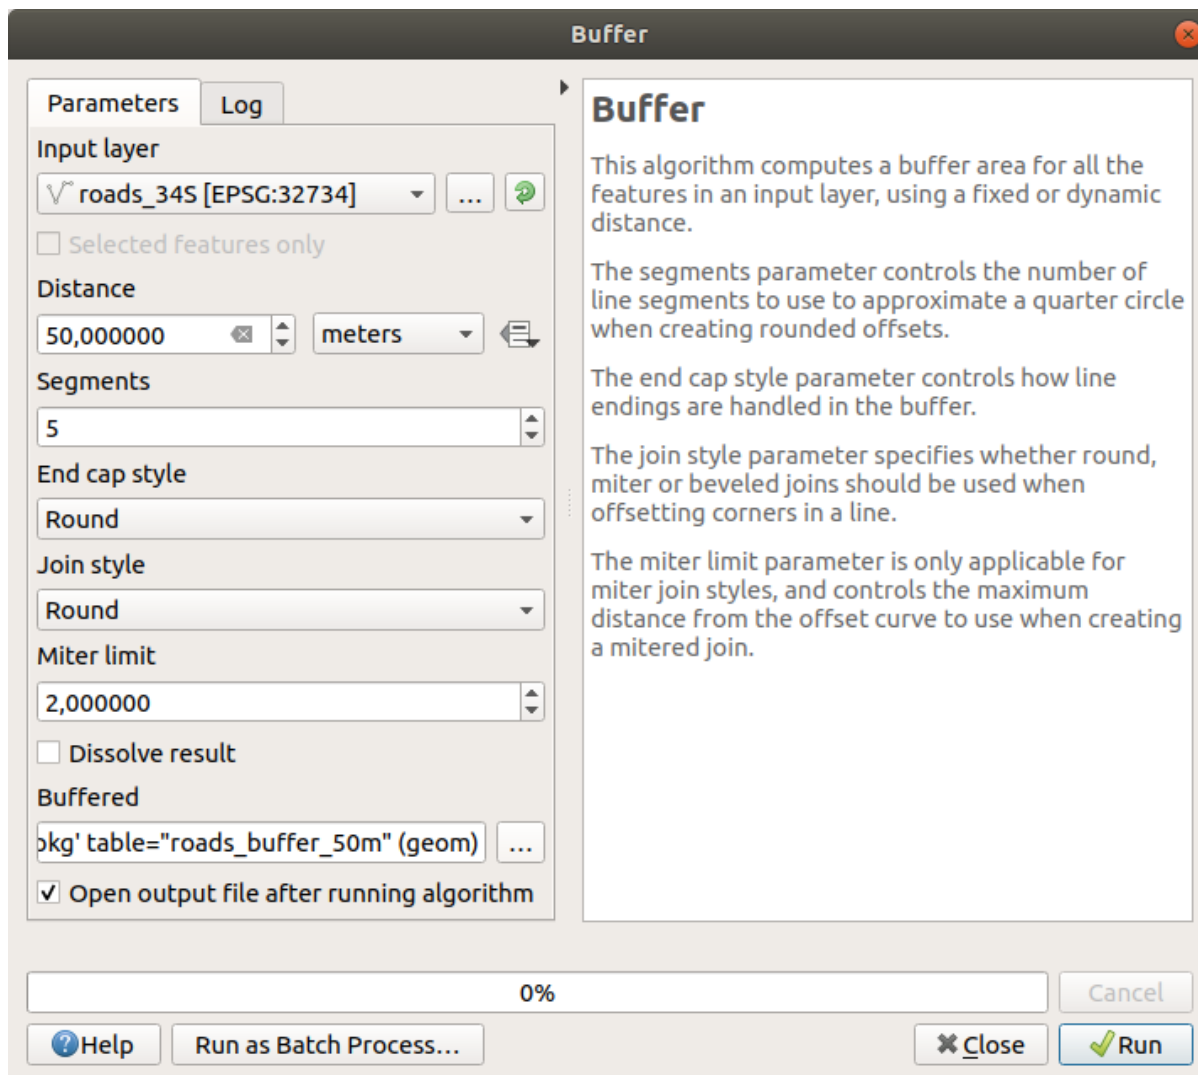 Buffer
Parameters
Log
Input layer
roads_34S [EPSG:32734]
...
Selected features only
Distance
50,000000
meters
Segments
5
End cap style
Round
Join style
Round
Miter limit
2,000000
Dissolve result
Buffered
kg' table="roads_buffer_50m" (geom)
...
Open output file after running algorithm
Buffer
This algorithm computes a buffer area for all the
features in an input layer, using a fixed or dynamic
distance.
The segments parameter controls the number of
line segments to use to approximate a quarter circle
when creating rounded offsets.
The end cap style parameter controls how line
endings are handled in the buffer.
The join style parameter specifies whether round,
miter or beveled joins should be used when
offsetting corners in a line.
The miter limit parameter is only applicable for
miter join styles, and controls the maximum
distance from the offset curve to use when creating
a mitered join.
0%
Cancel
Help
Run as Batch Process...
Close
Run